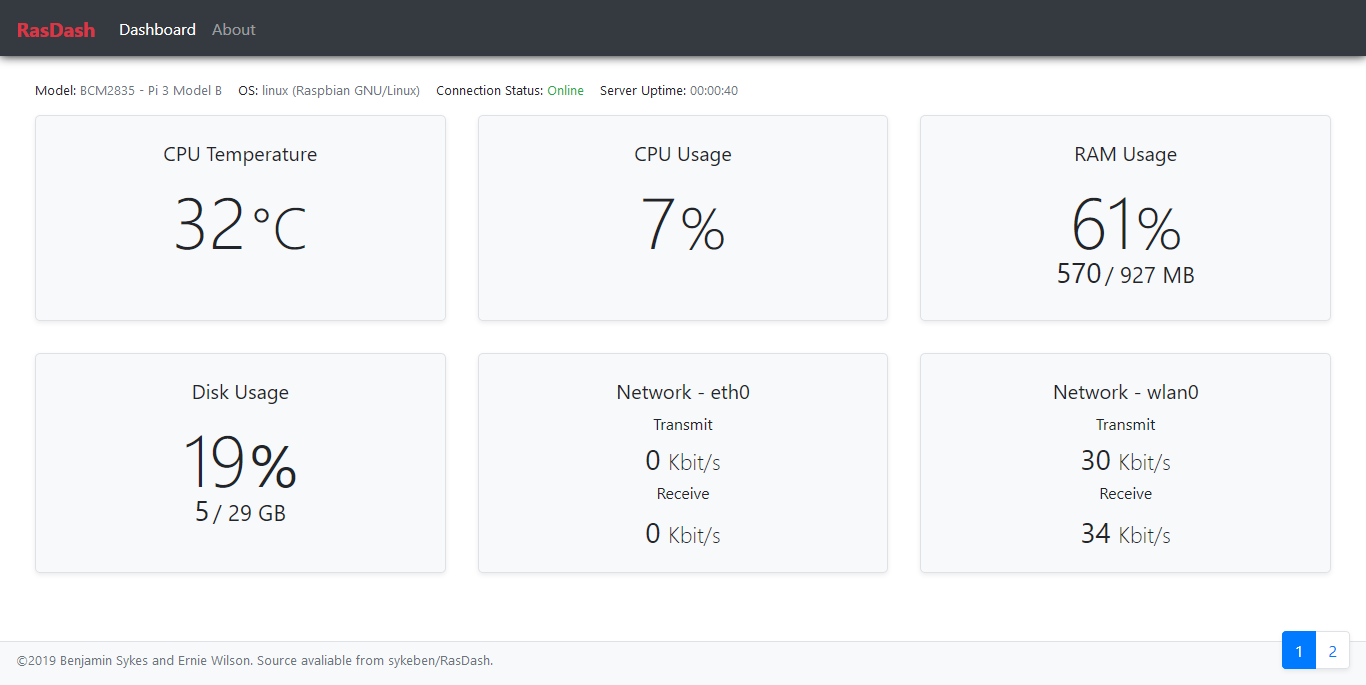 RasDash Dashboard About
Model: BCM2835 - Pi 3 Model B OS: linux (Raspbian GNU/Linux) Connection Status: Online Server Uptime: 00:00:40
CPU Temperature
32°C
CPU Usage
7%
RAM Usage
61%
570 / 927 MB
Disk Usage
19%
5 / 29 GB
Network - eth0
Transmit
0 Kbit/s
Receive
0 Kbit/s
Network - wlan0
Transmit
30 Kbit/s
Receive
34 Kbit/s
©2019 Benjamin Sykes and Ernie Wilson. Source avaliable from sykeben/RasDash.
1 2